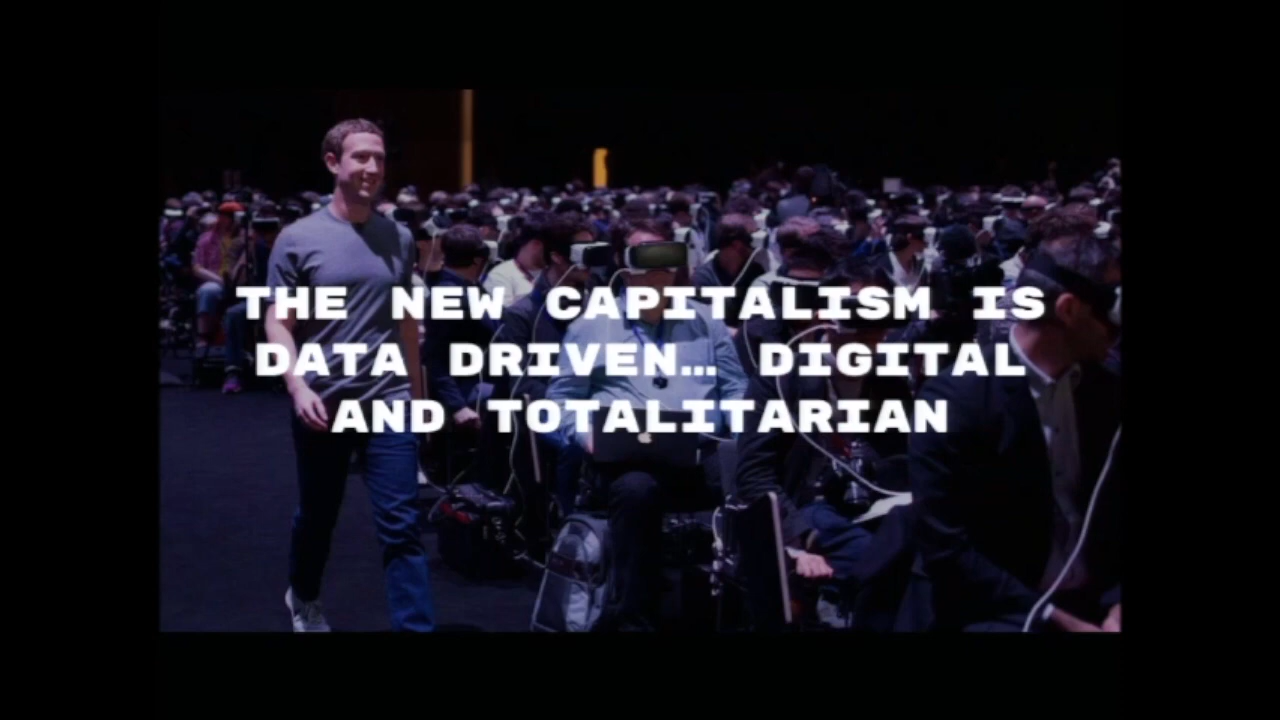 THE NEW CAPITALISM IS
DATA DRIVEN… DIGITAL
AND TOTALITARIAN